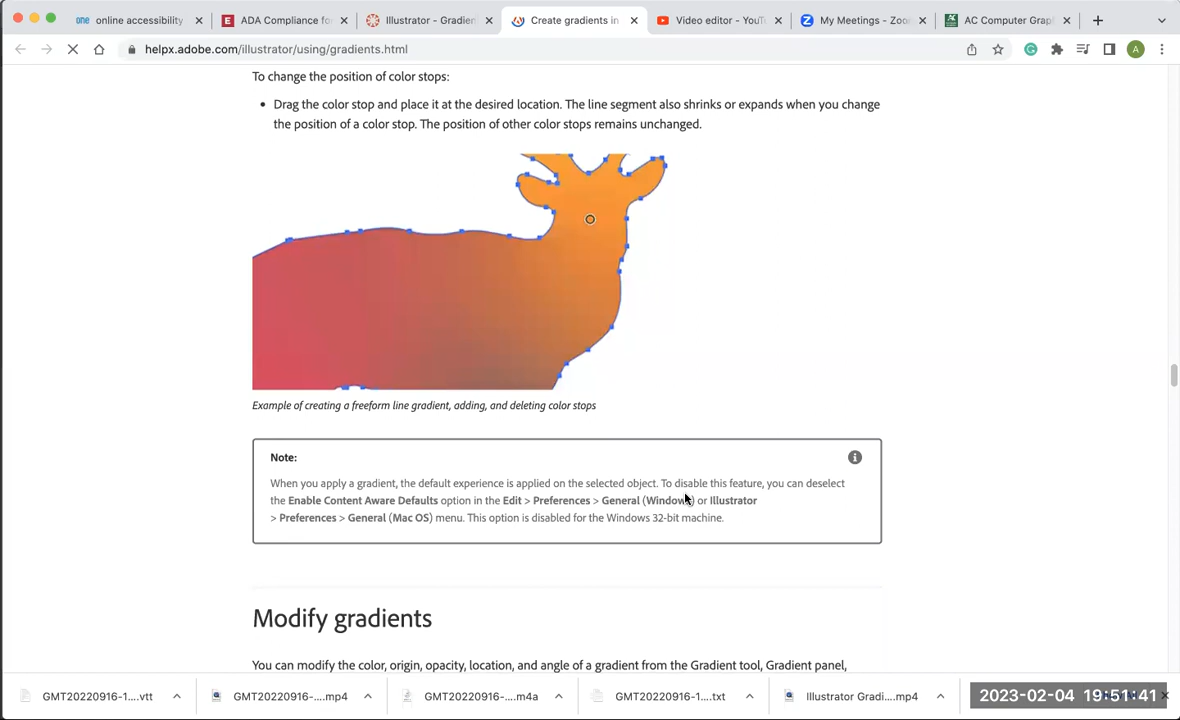 online accessibility
ADA Compliance fo
Illustrator - Gradien
Create gradients in
Video editor - YouTu
My Meetings - Zoo
AC Computer Grap
helpx.adobe.com/illustrator/using/gradients.html
A
To change the position of color stops:
• Drag the color stop and place it at the desired location. The line segment also shrinks or expands when you change
the position of a color stop. The position of other color stops remains unchanged.
Example of creating a freeform line gradient, adding, and deleting color stops
Note:
When you apply a gradient, the default experience is applied on the selected object. To disable this feature, you can deselect
the Enable Content Aware Defaults option in the Edit > Preferences > General (Windows) or Illustrator
> Preferences > General (Mac OS) menu. This option is disabled for the Windows 32-bit machine.
Modify gradients
You can modify the color, origin, opacity, location, and angle of a gradient from the Gradient tool, Gradient panel,
GMT20220916-1....vtt
GMT20220916-....mp4
GMT20220916-....m4a
GMT20220916-1....txt
Illustrator Gradi....mp4
2023-02-04 19:51:41